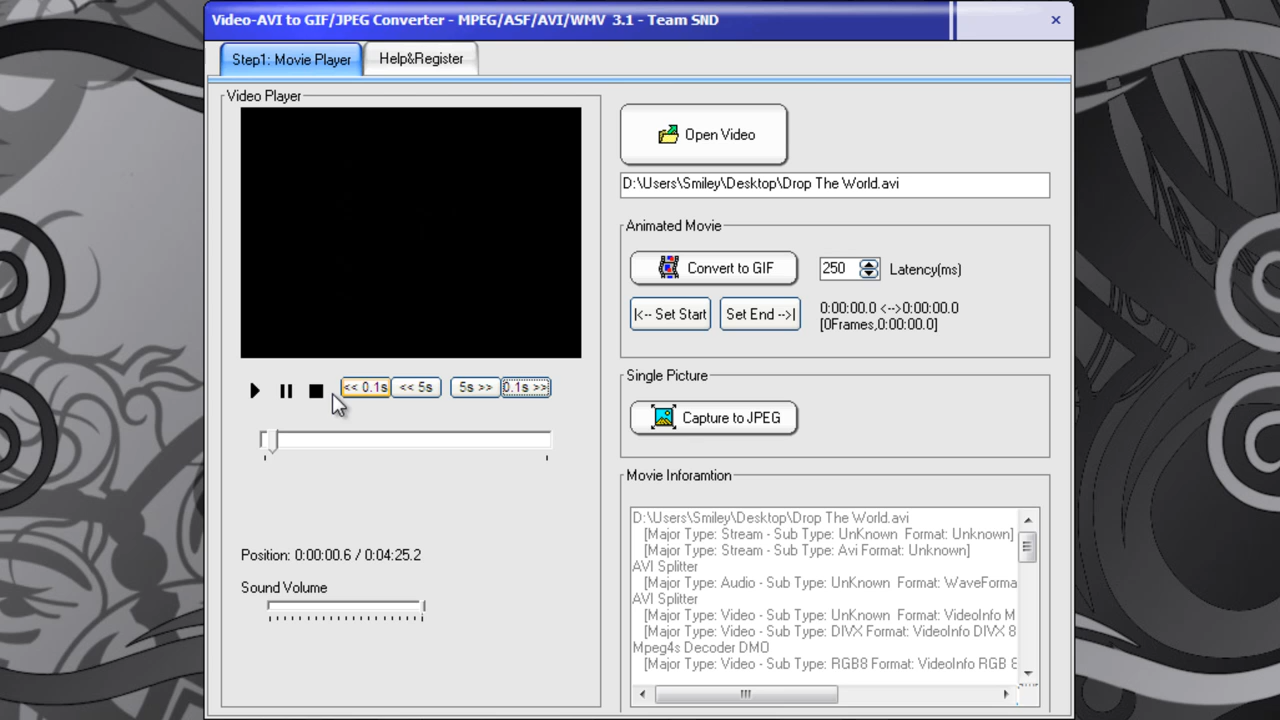 Video-AVI to GIF/JPEG Converter - MPEG/ASF/AVI/WMV 3.1 - Team SND
Step1: Movie Player
Help&Register
Video Player
<< 0.1s
<< 5s
5s >>
0.1s >>
Position: 0:00:00.6 / 0:04:25.2
Sound Volume
Open Video
D:\Users\Smiley\Desktop\Drop The World.avi
Animated Movie
Convert to GIF
250
Latency(ms)
|<-- Set Start
Set End -->|
0:00:00.0 <-->0:00:00.0
[0Frames,0:00:00.0]
Single Picture
Capture to JPEG
Movie Inforamtion
D:\Users\Smiley\Desktop\Drop The World.avi
[Major Type: Stream - Sub Type: UnKnown Format: Unknown]
[Major Type: Stream - Sub Type: Avi Format: Unknown]
AVI Splitter
[Major Type: Audio - Sub Type: UnKnown Format: WaveForma
AVI Splitter
[Major Type: Video - Sub Type: UnKnown Format: VideoInfo M
[Major Type: Video - Sub Type: DIVX Format: VideoInfo DIVX 8
Mpeg4s Decoder DMO
[Major Type: Video - Sub Type: RGB8 Format: VideoInfo RGB 8